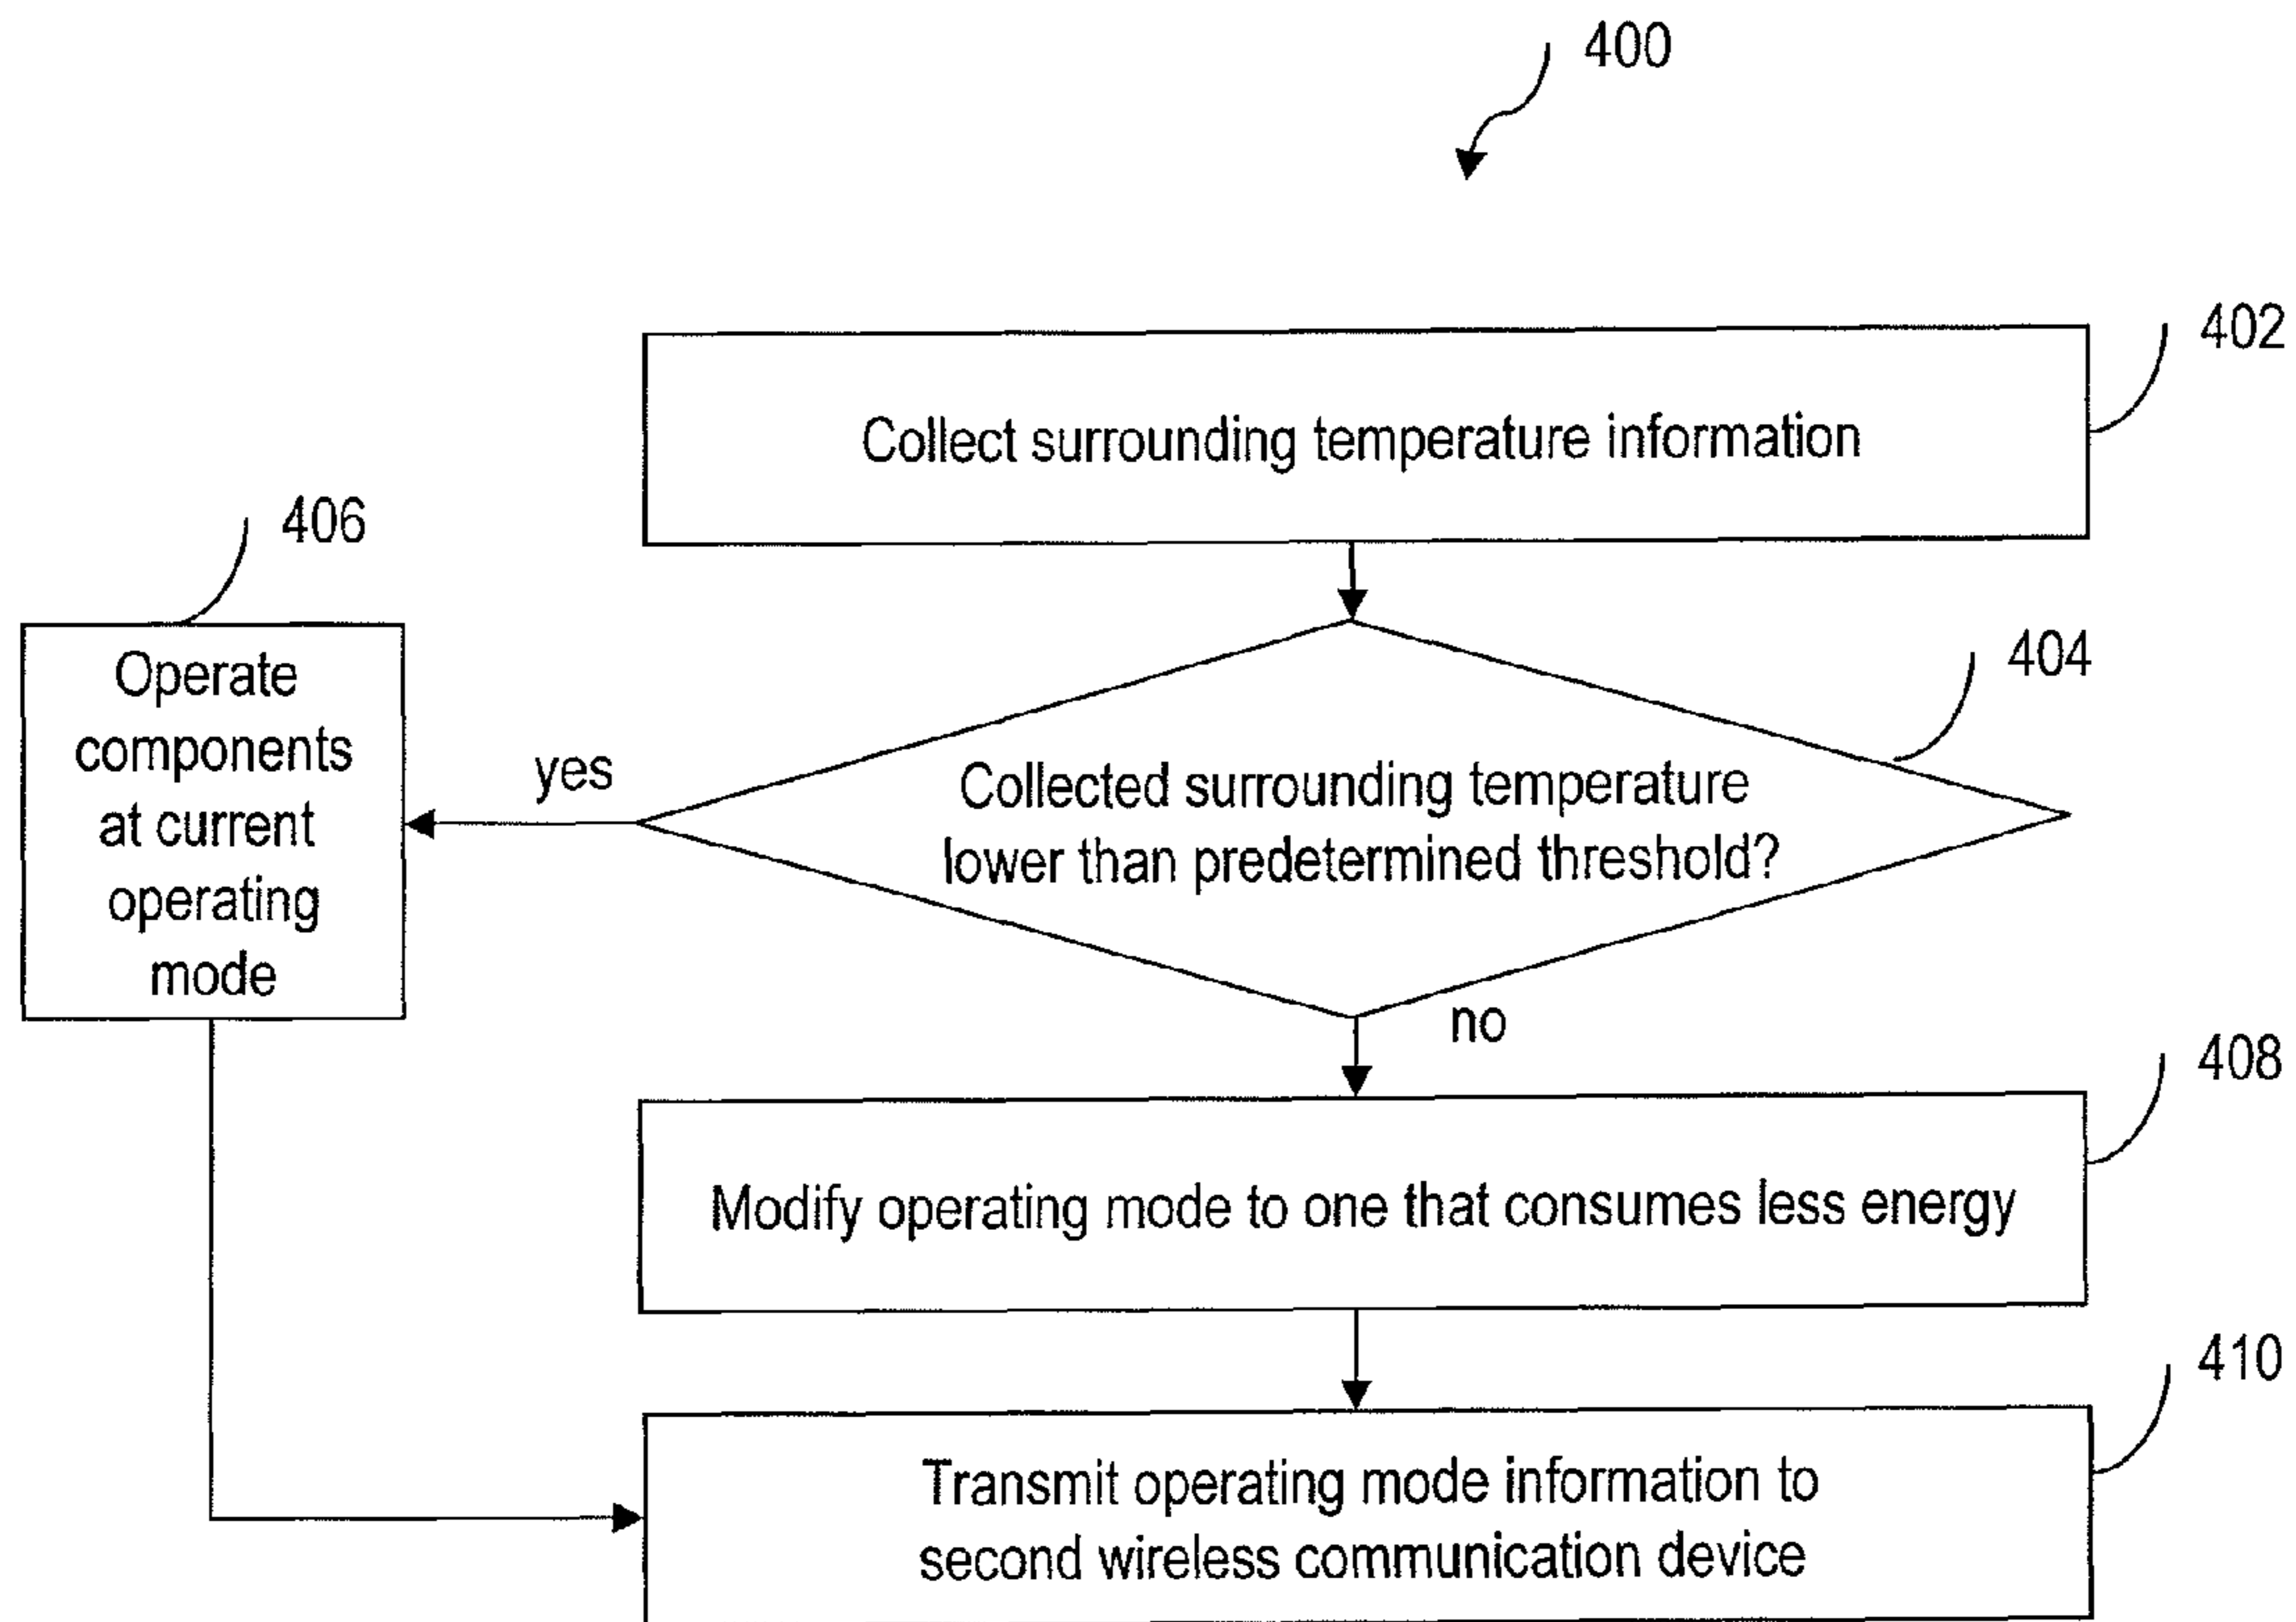 400
402
Collect surrounding temperature information
406
Operate
components
at current
operating
mode
404
yes
Collected surrounding temperature
lower than predetermined threshold?
no
408
Modify operating mode to one that consumes less energy
410
Transmit operating mode information to
second wireless communication device